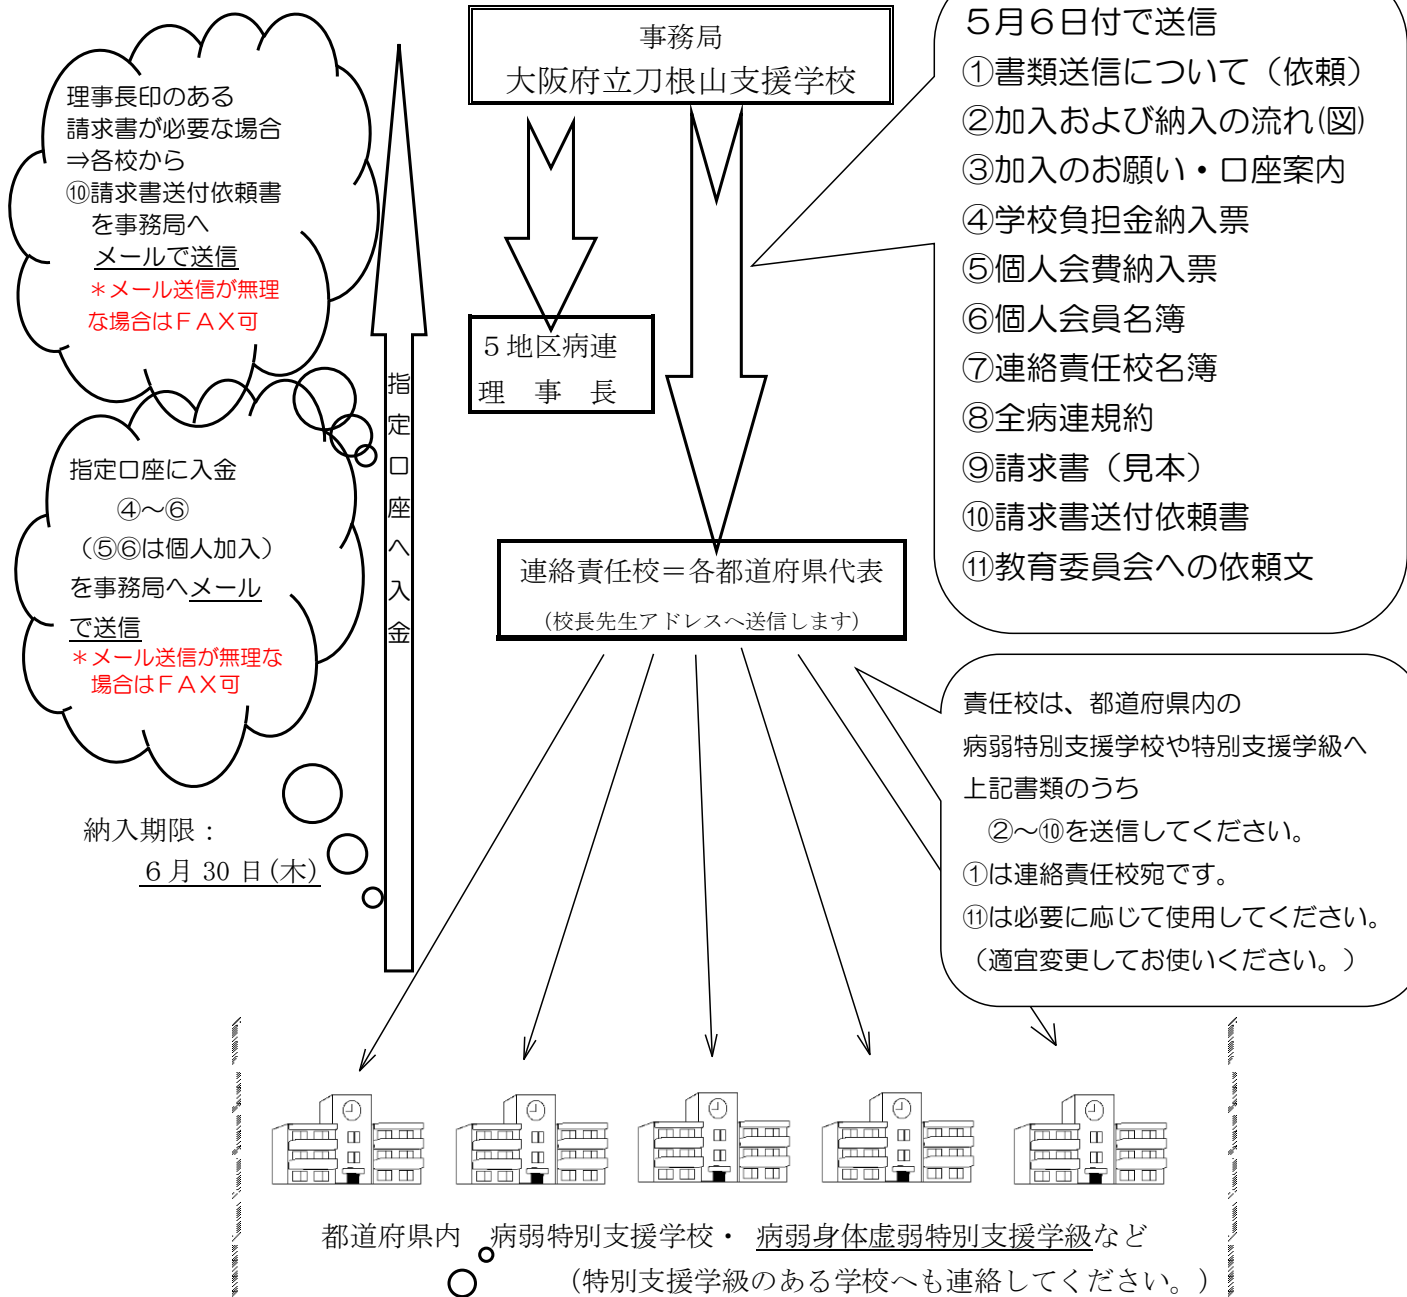 事務局
大阪府立刀根山支援学校
5月6日付で送信
①書類送信について（依頼）
②加入および納入の流れ(図)
③加入のお願い・口座案内
④学校負担金納入票
⑤個人会費納入票
⑥個人会員名簿
⑦連絡責任校名簿
⑧全病連規約
⑨請求書（見本）
⑩請求書送付依頼書
⑪教育委員会への依頼文
理事長印のある
請求書が必要な場合
⇒各校から
⑩請求書送付依頼書
を事務局へ
メールで送信
＊メール送信が無理
な場合はＦＡＸ可
５地区病連
理　事　長
指定口座へ入金
指定口座に入金
④～⑥
（⑤⑥は個人加入）
を事務局へメール
で送信
＊メール送信が無理な
場合はＦＡＸ可
連絡責任校＝各都道府県代表
（校長先生アドレスへ送信します）
責任校は、都道府県内の
病弱特別支援学校や特別支援学級へ
上記書類のうち
②～⑩を送信してください。
①は連絡責任校宛です。
⑪は必要に応じて使用してください。
（適宜変更してお使いください。）
納入期限：
６月 30 日(木)
都道府県内　病弱特別支援学校・ 病弱身体虚弱特別支援学級など
（特別支援学級のある学校へも連絡してください。）